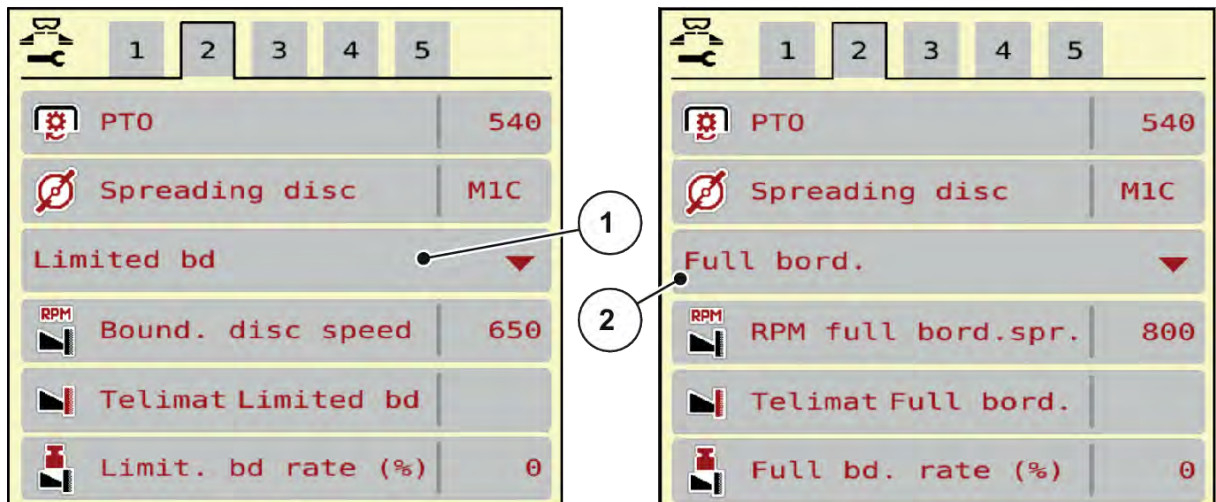 1 2 3 4 5
PTO 540
Spreading disc M1C
Limited bd
RPM
Bound. disc speed 650
Telimat Limited bd
Limit. bd rate (%) 0
1
2
1 2 3 4 5
PTO 540
Spreading disc M1C
Full bord.
RPM
RPM full bord.spr. 800
Telimat Full bord.
Full bd. rate (%) 0